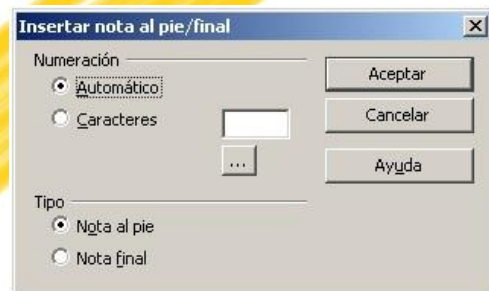 Insertar nota al pie/final
Numeración
Automático
Caracteres
...
Tipo
Nota al pie
Nota final
Aceptar
Cancelar
Ayuda